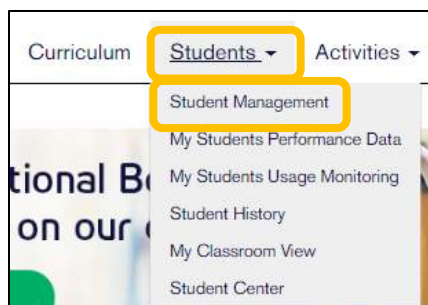 Curriculum Students Activities
Student Management
My Students Performance Data
tional B
My Students Usage Monitoring
on our
Student History
My Classroom View
Student Center